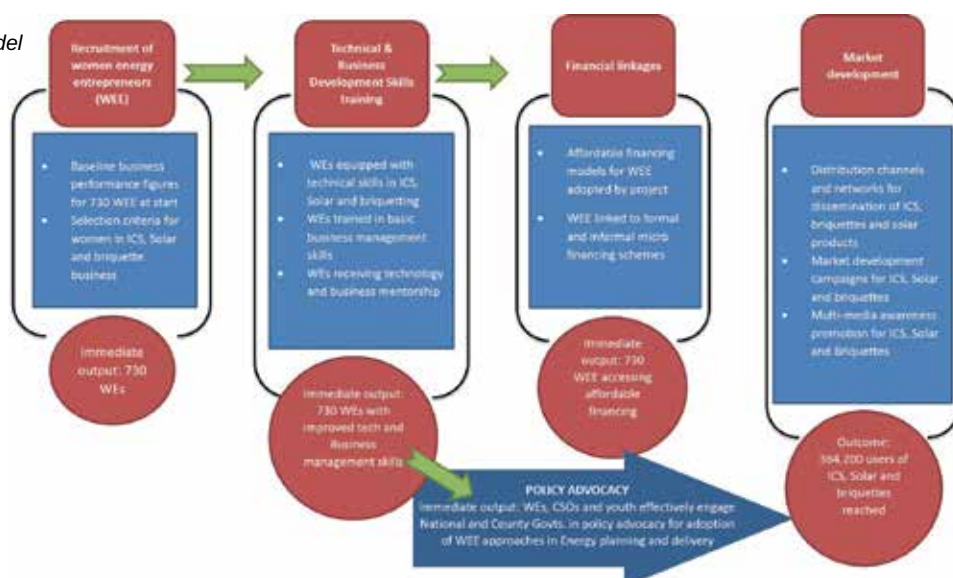 del
Recruitment of
women energy
entrepreneurs
(WEE)
• Baseline business
performance figures
for 730 WEE at start
• Selection criteria for
women in ICS, Solar
and briquette
business
Immediate
output: 730
WEs
Technical &
Business
Development Skills
training
• WEs equipped with
technical skills in ICS,
Solar and briquetting
• WEs trained in basic
business management
skills
• WEs receiving technology
and business mentorship
Immediate output:
730 WEs with
improved tech and
Business
management skills
Financial linkages
• Affordable financing
models for WEE
adopted by project
• WEE linked to formal
and informal micro
financing schemes
Immediate
output: 730
WEE accessing
affordable
financing
Market
development
• Distribution channels
and networks for
dissemination of ICS,
briquettes and solar
products
• Market development
campaigns for ICS, Solar
and briquettes
• Multi-media awareness
promotion for ICS, Solar
and briquettes
Outcome:
364,200 users of
ICS, Solar and
briquettes
reached
POLICY ADVOCACY
Immediate output: WEs, CSOs and youth effectively engage
National and County Govts. in policy advocacy for adoption
of WEE approaches in Energy planning and delivery